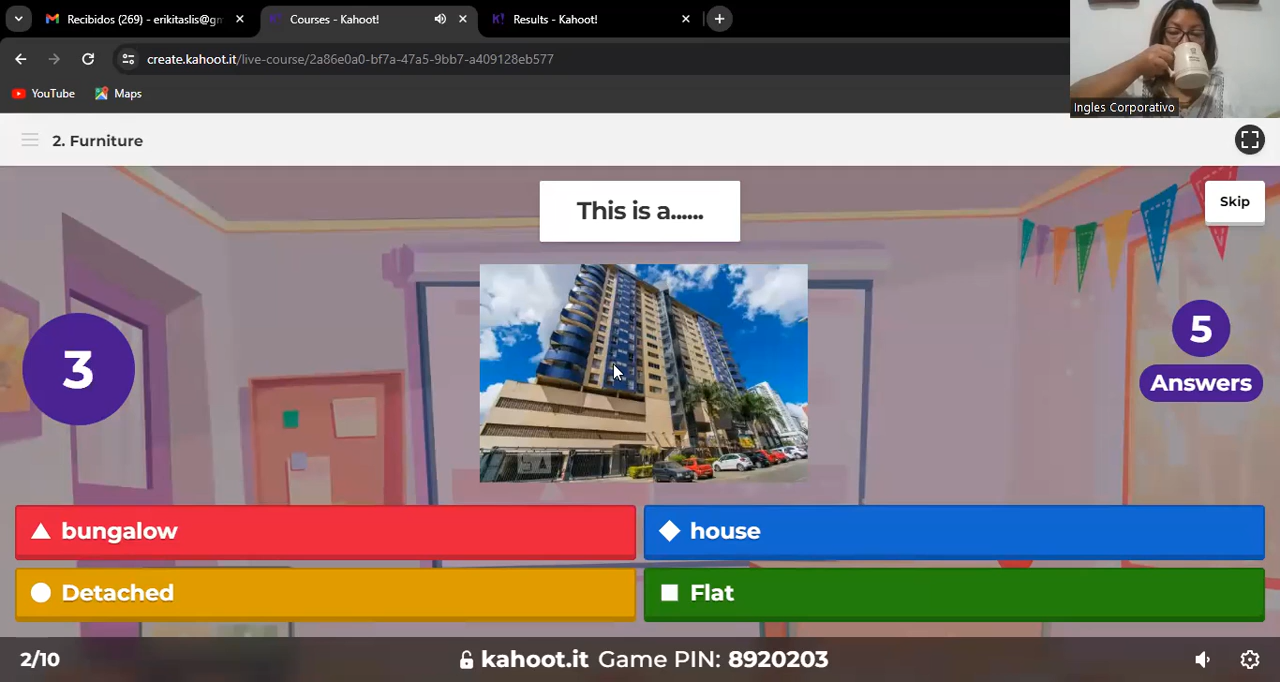 Recibidos (269) - erikitaslis@gm
Courses - Kahoot!
Results - Kahoot!
create.kahoot.it/live-course/2a86e0a0-bf7a-47a5-9bb7-a409128eb577
YouTube
Maps
Ingles Corporativo
2. Furniture
This is a......
Skip
3
5
Answers
bungalow
house
Detached
Flat
2/10
kahoot.it Game PIN: 8920203